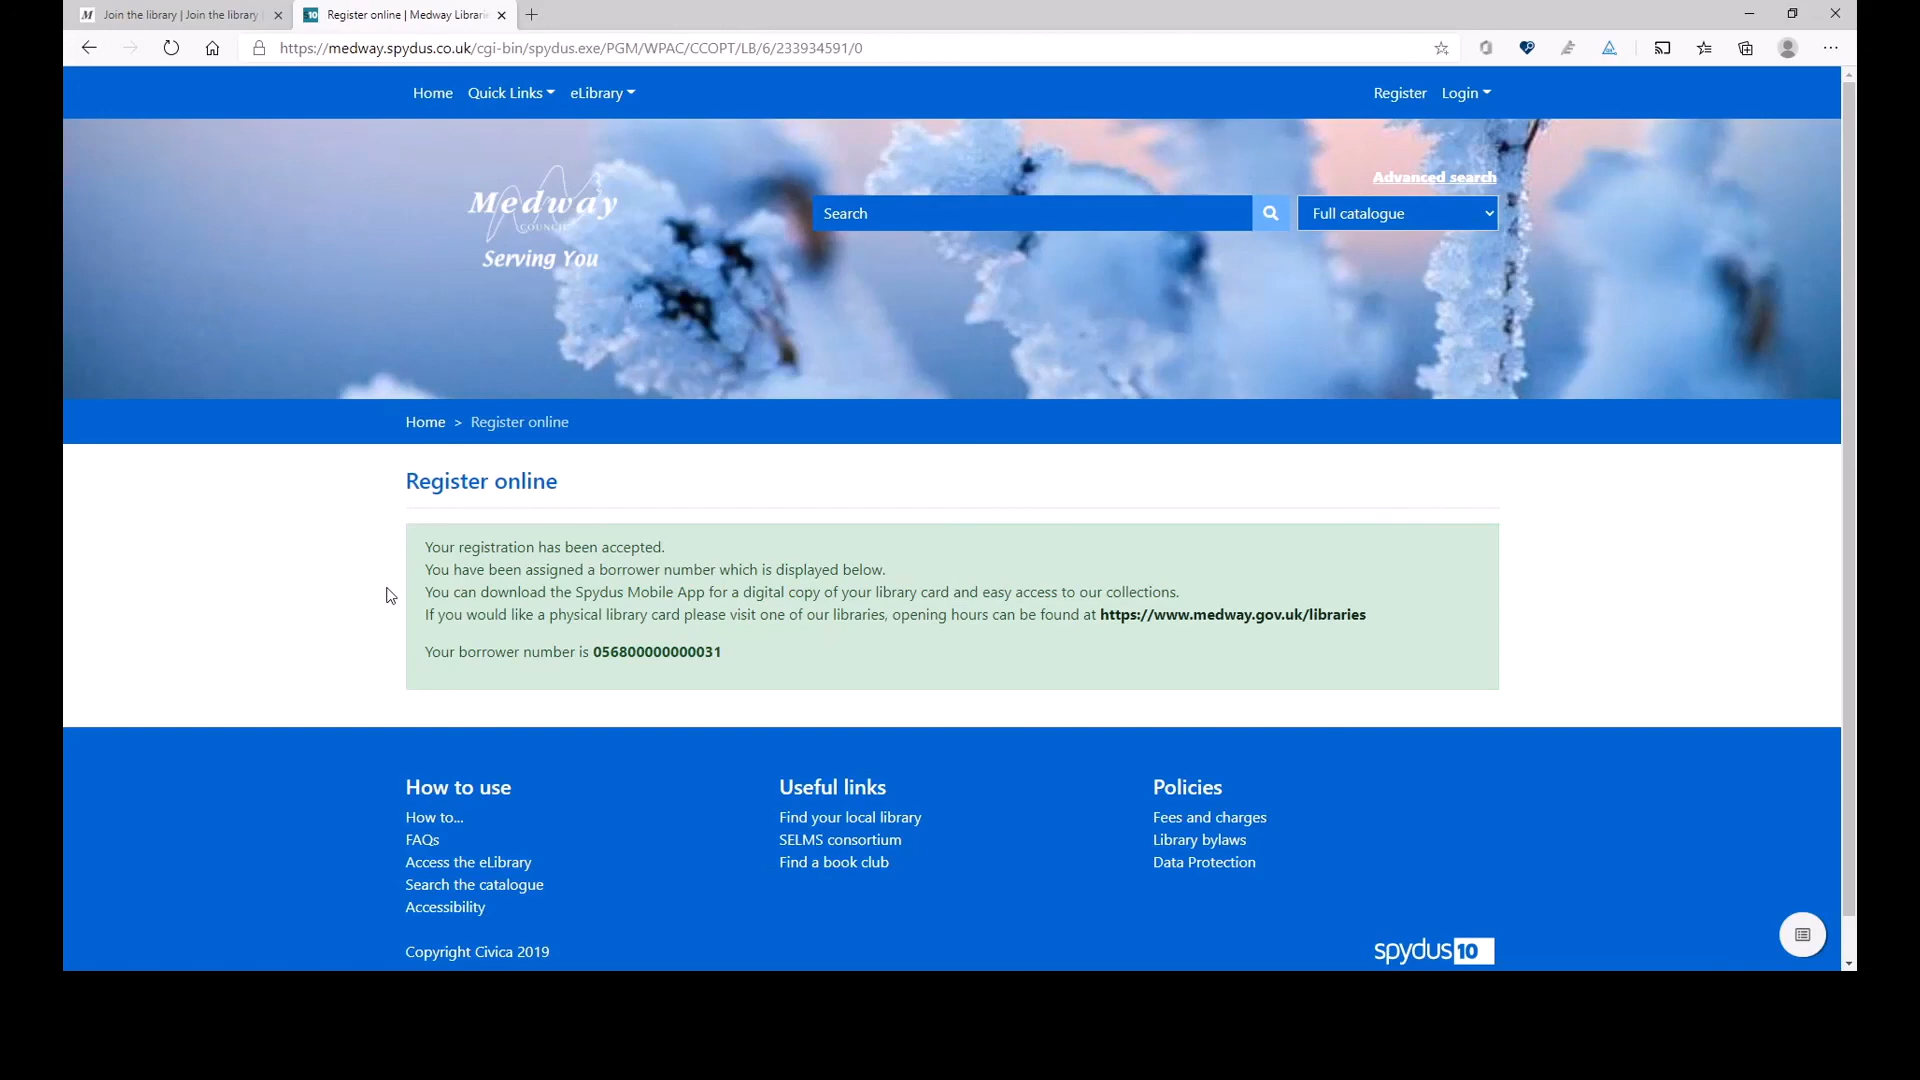 Join the library | Join the library
Register online | Medway Librari
https://medway.spydus.co.uk/cgi-bin/spydus.exe/PGM/WPAC/CCOPT/LB/6/233934591/0
Home Quick Links eLibrary Register Login
Medway
COUNCIL
Serving You
Advanced search
Search Full catalogue
Home > Register online
Register online
Your registration has been accepted.
You have been assigned a borrower number which is displayed below.
You can download the Spydus Mobile App for a digital copy of your library card and easy access to our collections.
If you would like a physical library card please visit one of our libraries, opening hours can be found at https://www.medway.gov.uk/libraries
Your borrower number is 056800000000031
How to use
How to...
FAQs
Access the eLibrary
Search the catalogue
Accessibility
Useful links
Find your local library
SELMS consortium
Find a book club
Policies
Fees and charges
Library bylaws
Data Protection
Copyright Civica 2019
spydus10